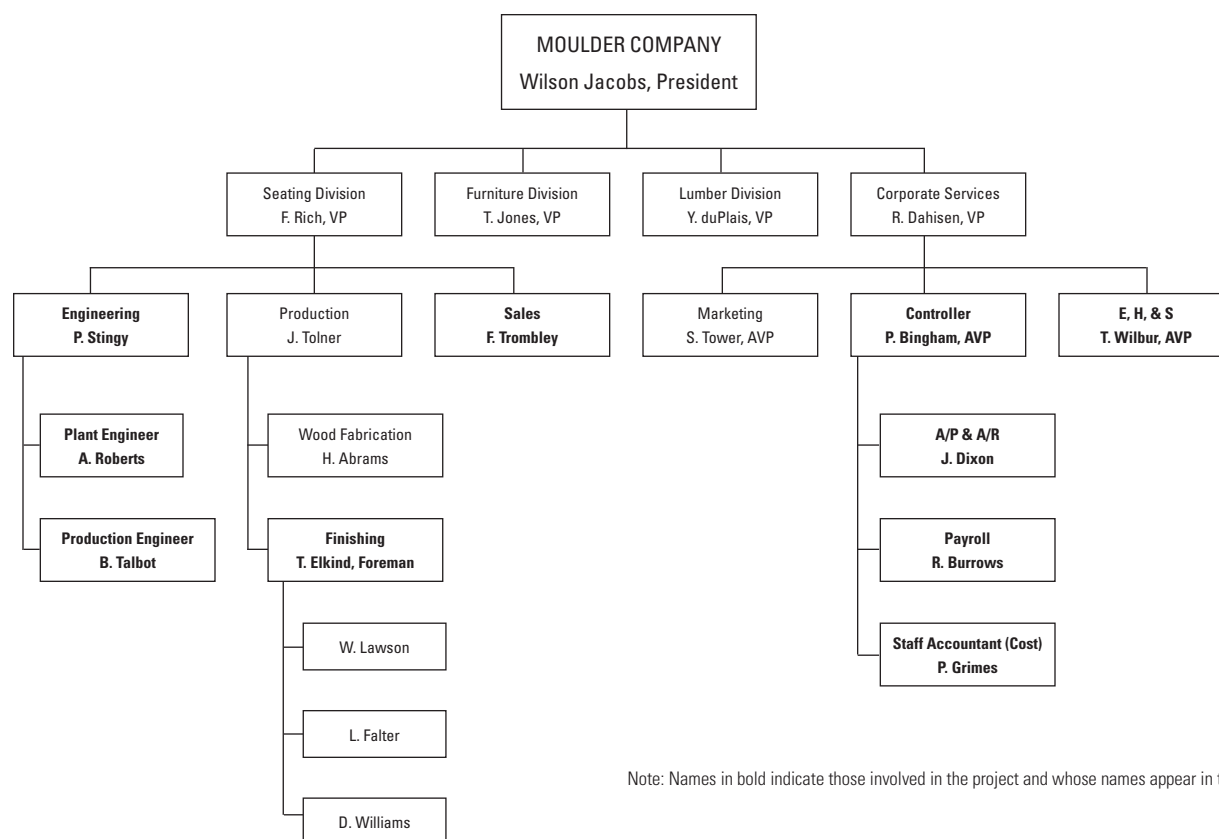 MOULDER COMPANY
Wilson Jacobs, President
Seating Division
F. Rich, VP
Furniture Division
T. Jones, VP
Lumber Division
Y. duPlais, VP
Corporate Services
R. Dahisen, VP
Engineering
P. Stingy
Production
J. Tolner
Sales
F. Trombley
Marketing
S. Tower, AVP
Controller
P. Bingham, AVP
E, H, & S
T. Wilbur, AVP
Plant Engineer
A. Roberts
Wood Fabrication
H. Abrams
A/P & A/R
J. Dixon
Production Engineer
B. Talbot
Finishing
T. Elkind, Foreman
Payroll
R. Burrows
W. Lawson
Staff Accountant (Cost)
P. Grimes
L. Falter
Note: Names in bold indicate those involved in the project and whose names appear in
D. Williams